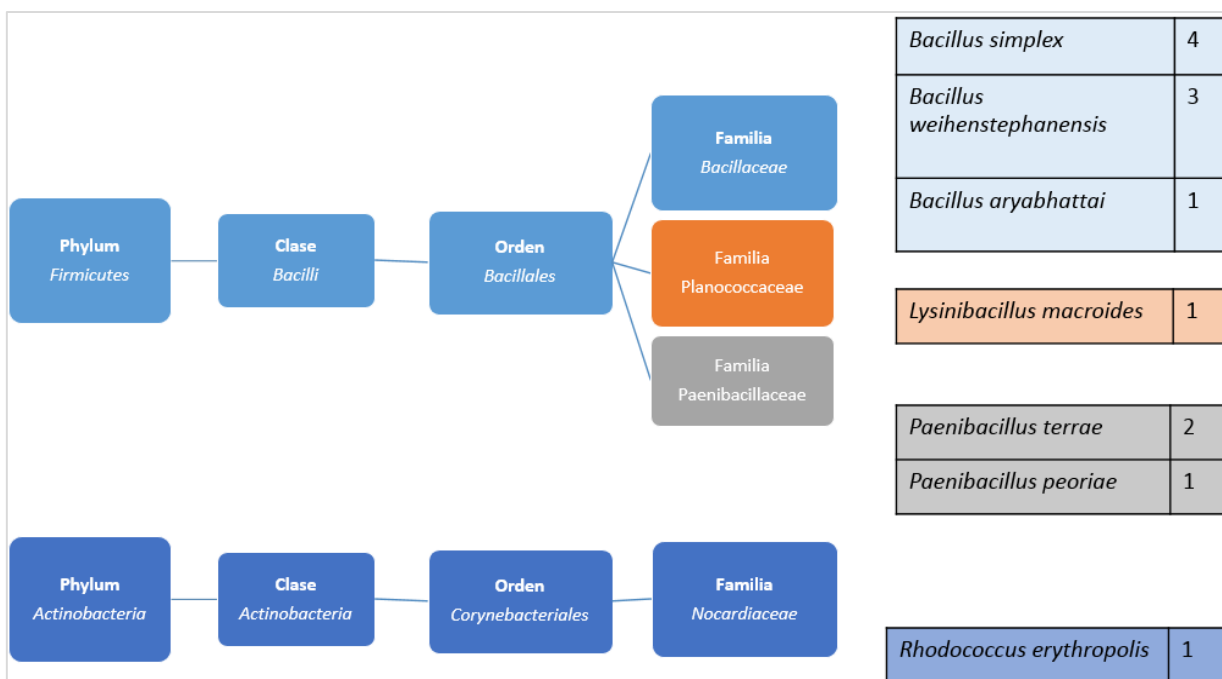 Phylum
Firmicutes
Clase
Bacilli
Orden
Bacillales
Familia
Bacillaceae
Familia
Planococcaceae
Familia
Paenibacillaceae
Bacillus simplex 4
Bacillus 3
weihenstephanensis
Bacillus aryabhattai 1
Lysinibacillus macroides 1
Paenibacillus terrae 2
Paenibacillus peoriae 1
Phylum
Actinobacteria
Clase
Actinobacteria
Orden
Corynebacteriales
Familia
Nocardiaceae
Rhodococcus erythropolis 1